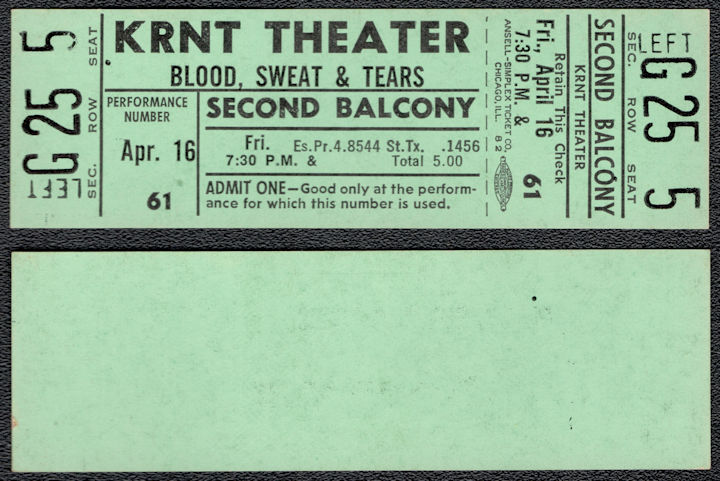 LEFT
G 25 5
SEC. ROW SEAT
KRNT THEATER
BLOOD, SWEAT & TEARS
PERFORMANCE NUMBER
Apr. 16
61
SECOND BALCONY
Fri. Es.Pr.4.8544 St.Tx. .1456
7:30 P.M. & Total 5.00
ADMIT ONE—Good only at the perform-
ance for which this number is used.
ANSELL-SIMPLEX TICKET CO.,
CHICAGO, ILL. 82
Fri., April 16
7:30 P.M. &
61
Retain This Check
KRNT THEATER
SECOND BALCONY
SEC. ROW SEAT
LEFT
G 25 5